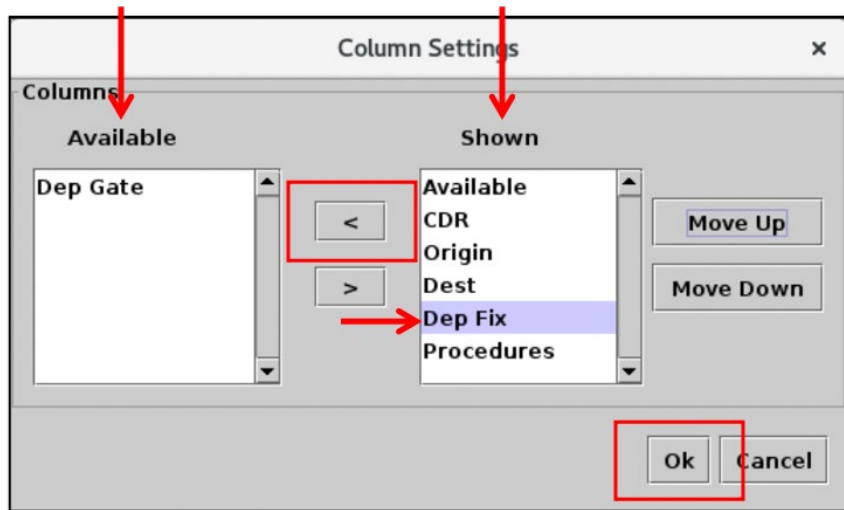 Column Settings ×
Columns
Available Shown
Dep Gate
<
>
Available
CDR
Origin
Dest
Dep Fix
Procedures
Move Up
Move Down
Ok Cancel